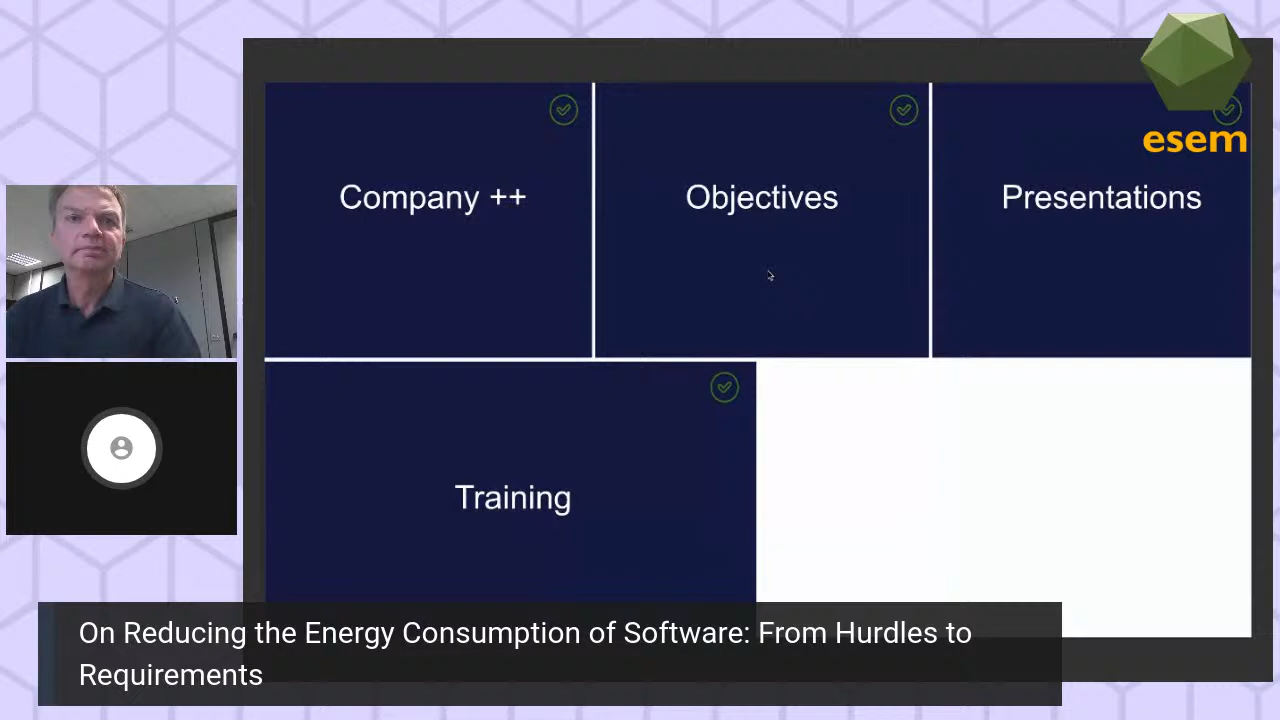 esem
Company ++
Objectives
Presentations
Training
On Reducing the Energy Consumption of Software: From Hurdles to
Requirements